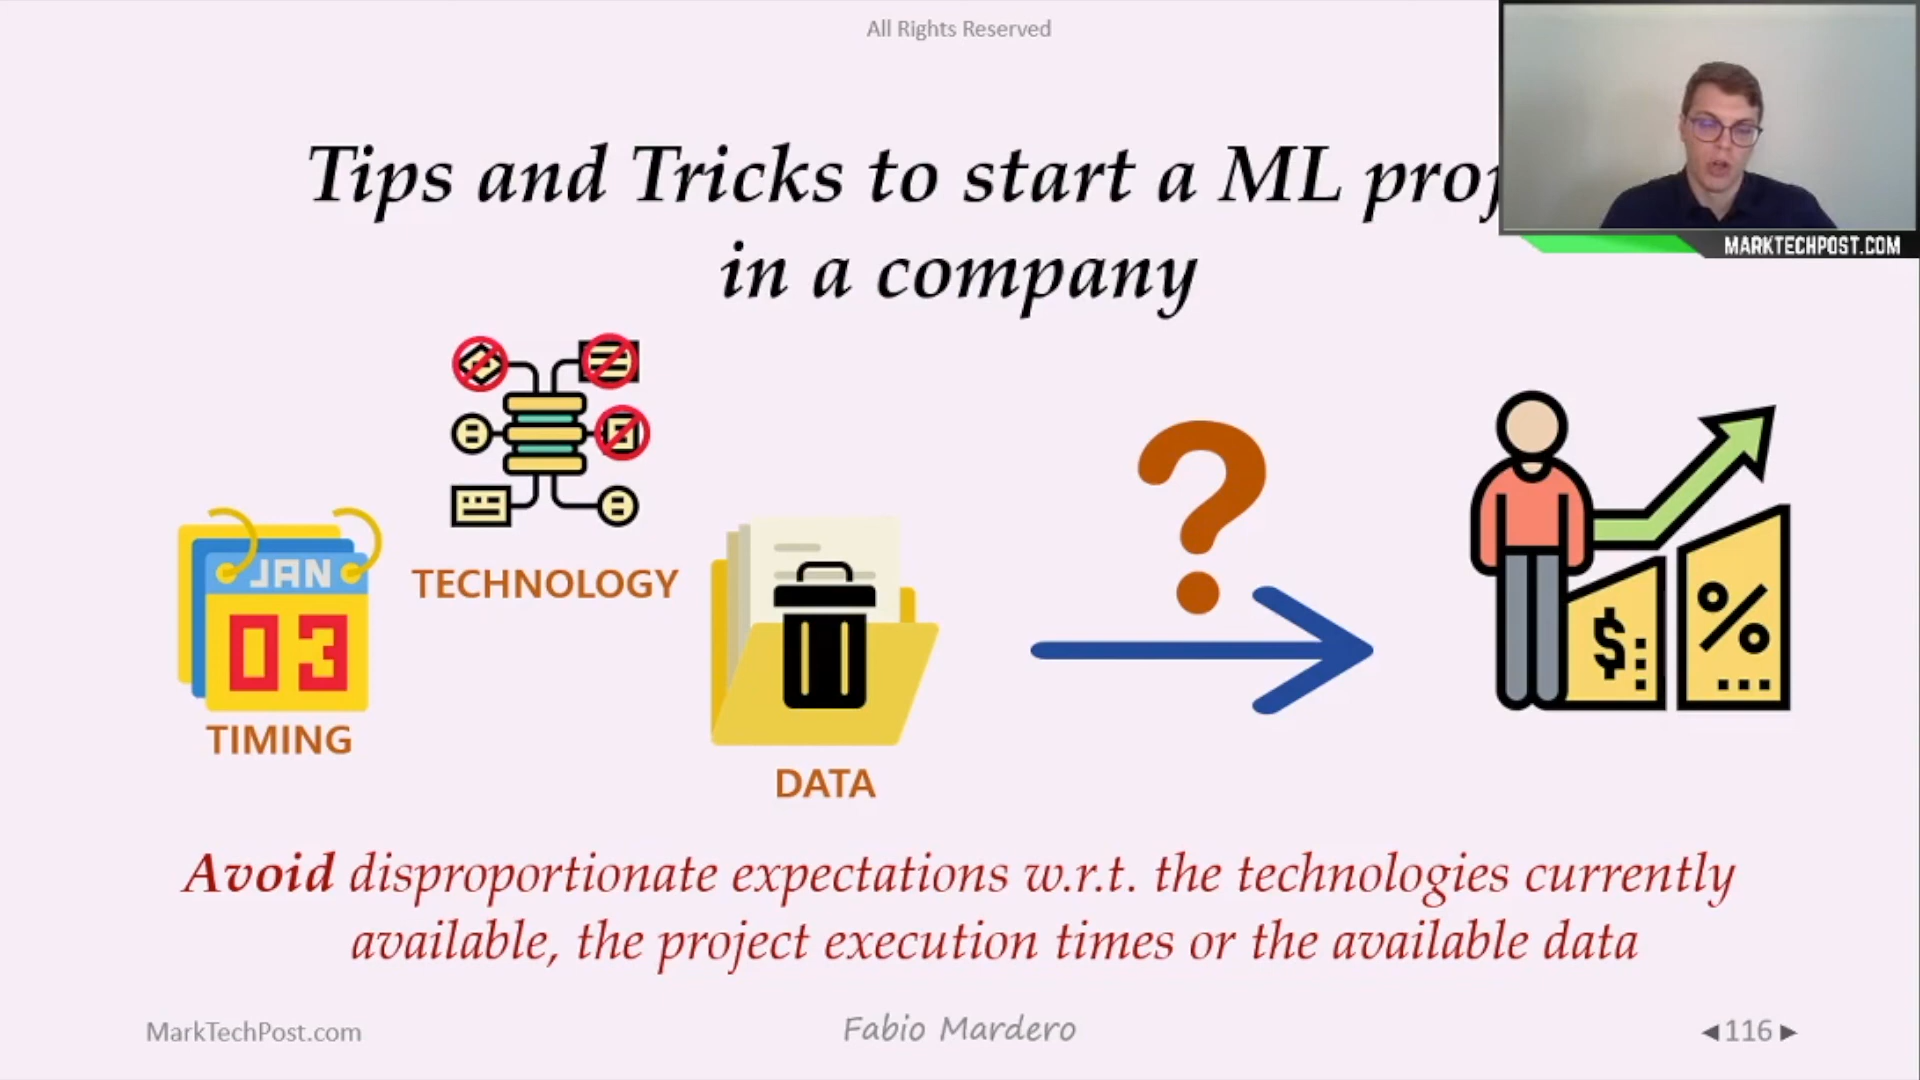 All Rights Reserved
Tips and Tricks to start a ML
in a company
MARKTECHPOST.COM
TECHNOLOGY
JAN
03
TIMING
DATA
$
%
Avoid disproportionate expectations w.r.t. the technologies currently
available, the project execution times or the available data
MarkTechPost.com
Fabio Mardero
116